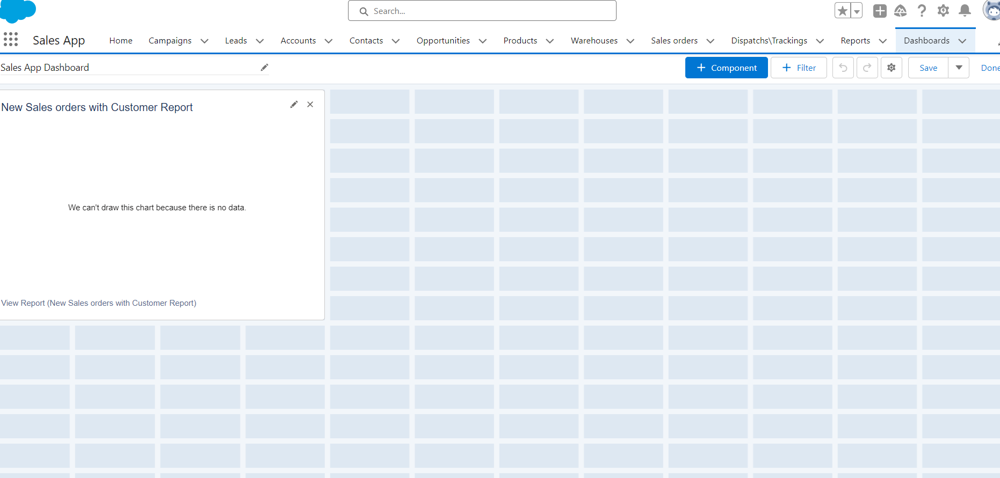 Search...
Sales App
Home
Campaigns
Leads
Accounts
Contacts
Opportunities
Products
Warehouses
Sales orders
Dispatchs\Trackings
Reports
Dashboards
Sales App Dashboard
Component
Filter
Save
Done
New Sales orders with Customer Report
We can't draw this chart because there is no data.
View Report (New Sales orders with Customer Report)